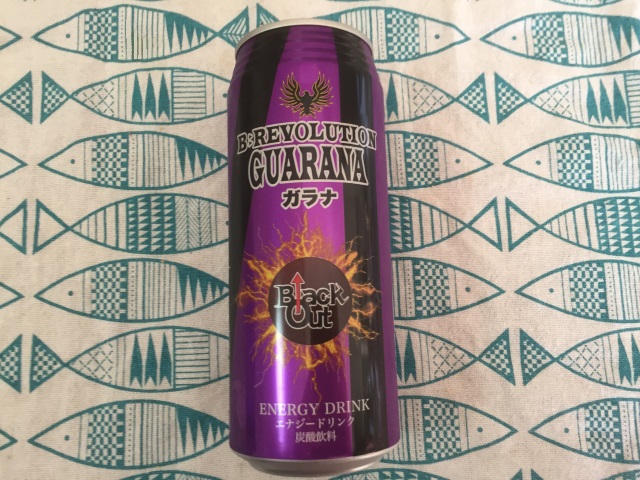 B:REVOLUTION
GUARANA
ガラナ
Black
Out
ENERGY DRINK
エナジードリンク
炭酸飲料